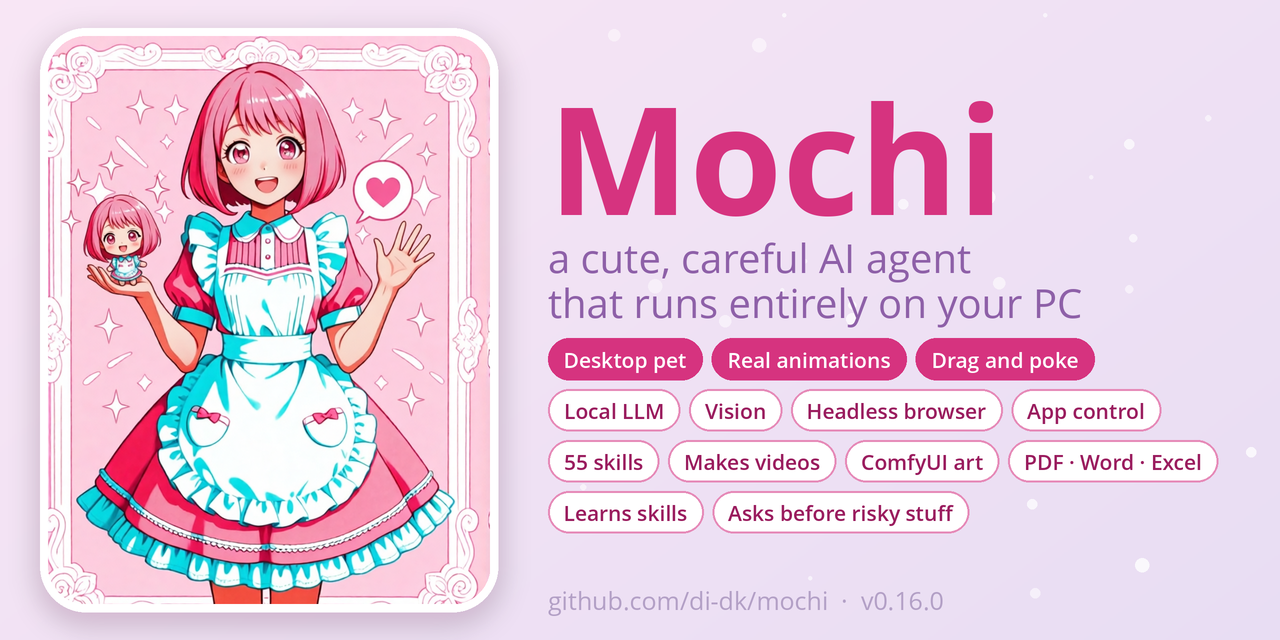 Mochi
a cute, careful AI agent
that runs entirely on your PC
Desktop pet Real animations Drag and poke
Local LLM Vision Headless browser App control
55 skills Makes videos ComfyUI art PDF · Word · Excel
Learns skills Asks before risky stuff
github.com/di-dk/mochi · v0.16.0